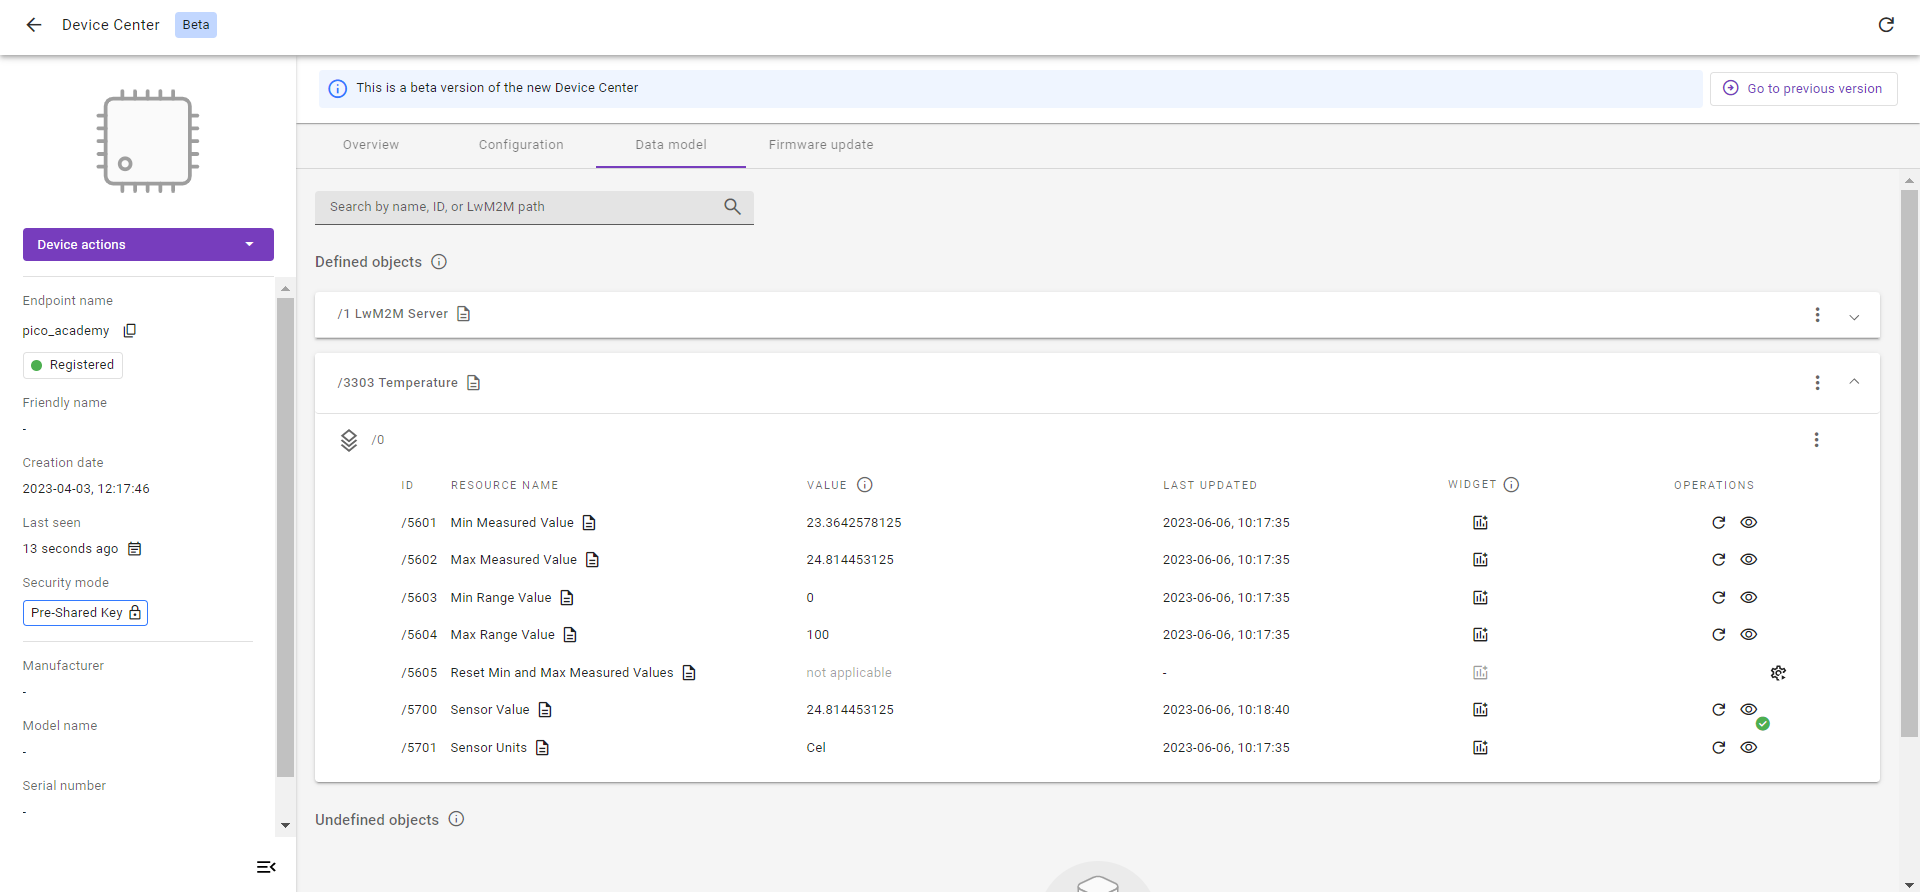 Device Center Beta
This is a beta version of the new Device Center
Go to previous version
Overview Configuration Data model Firmware update
Device actions
Endpoint name
pico_academy
Registered
Friendly name
-
Creation date
2023-04-03, 12:17:46
Last seen
13 seconds ago
Security mode
Pre-Shared Key
Manufacturer
-
Model name
-
Serial number
-
Search by name, ID, or LwM2M path
Defined objects
/1 LwM2M Server
/3303 Temperature
/0
ID RESOURCE NAME VALUE LAST UPDATED WIDGET OPERATIONS
/5601 Min Measured Value 23.3642578125 2023-06-06, 10:17:35
/5602 Max Measured Value 24.814453125 2023-06-06, 10:17:35
/5603 Min Range Value 0 2023-06-06, 10:17:35
/5604 Max Range Value 100 2023-06-06, 10:17:35
/5605 Reset Min and Max Measured Values not applicable -
/5700 Sensor Value 24.814453125 2023-06-06, 10:18:40
/5701 Sensor Units Cel 2023-06-06, 10:17:35
Undefined objects